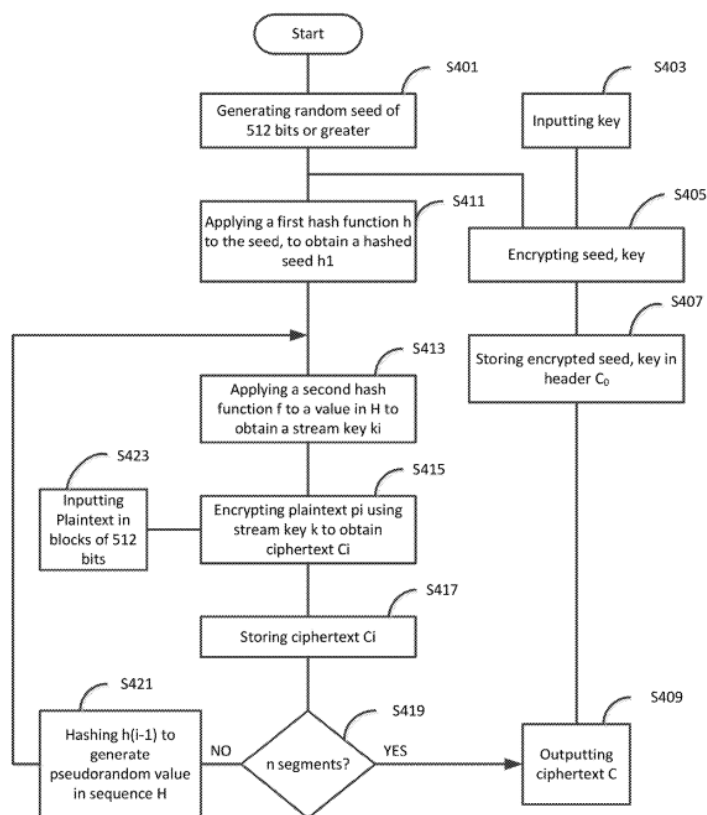 Start
S401
Generating random seed of
512 bits or greater
S403
Inputting key
S411
Applying a first hash function h
to the seed, to obtain a hashed
seed h1
S405
Encrypting seed, key
S407
Storing encrypted seed, key in
header C₀
S413
Applying a second hash
function f to a value in H to
obtain a stream key ki
S423
Inputting
Plaintext in
blocks of 512
bits
S415
Encrypting plaintext pi using
stream key k to obtain
ciphertext Ci
S417
Storing ciphertext Ci
S421
Hashing h(i-1) to
generate
pseudorandom value
in sequence H
NO
S419
n segments?
YES
S409
Outputting
ciphertext C